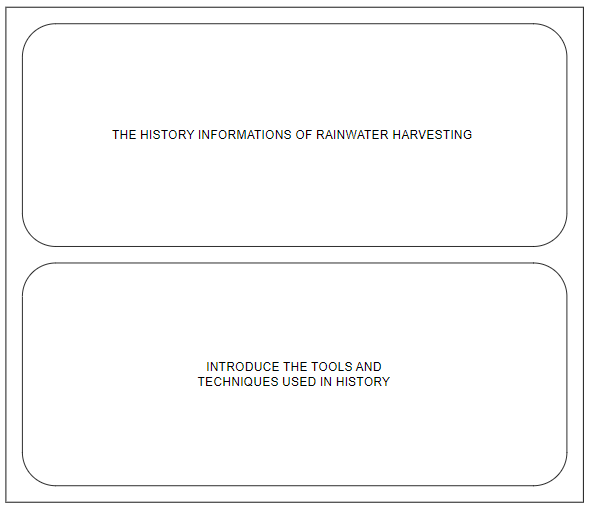 THE HISTORY INFORMATIONS OF RAINWATER HARVESTING
INTRODUCE THE TOOLS AND
TECHNIQUES USED IN HISTORY